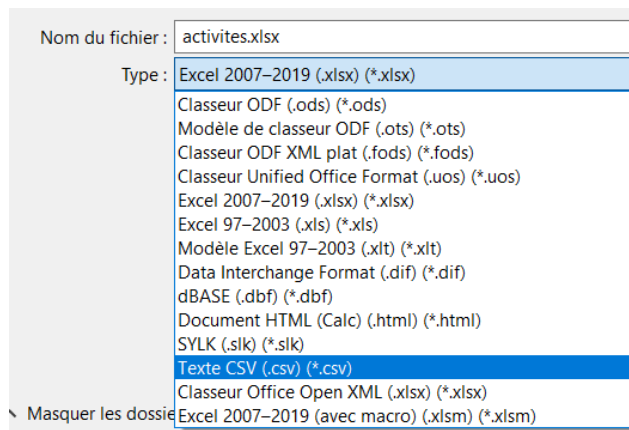 Nom du fichier : activites.xlsx
Type : Excel 2007–2019 (.xlsx) (*.xlsx)
Classeur ODF (.ods) (*.ods)
Modèle de classeur ODF (.ots) (*.ots)
Classeur ODF XML plat (.fods) (*.fods)
Classeur Unified Office Format (.uos) (*.uos)
Excel 2007–2019 (.xlsx) (*.xlsx)
Excel 97–2003 (.xls) (*.xls)
Modèle Excel 97–2003 (.xlt) (*.xlt)
Data Interchange Format (.dif) (*.dif)
dBASE (.dbf) (*.dbf)
Document HTML (Calc) (.html) (*.html)
SYLK (.slk) (*.slk)
Texte CSV (.csv) (*.csv)
Classeur Office Open XML (.xlsx) (*.xlsx)
Masquer les dossie Excel 2007–2019 (avec macro) (.xlsm) (*.xlsm)